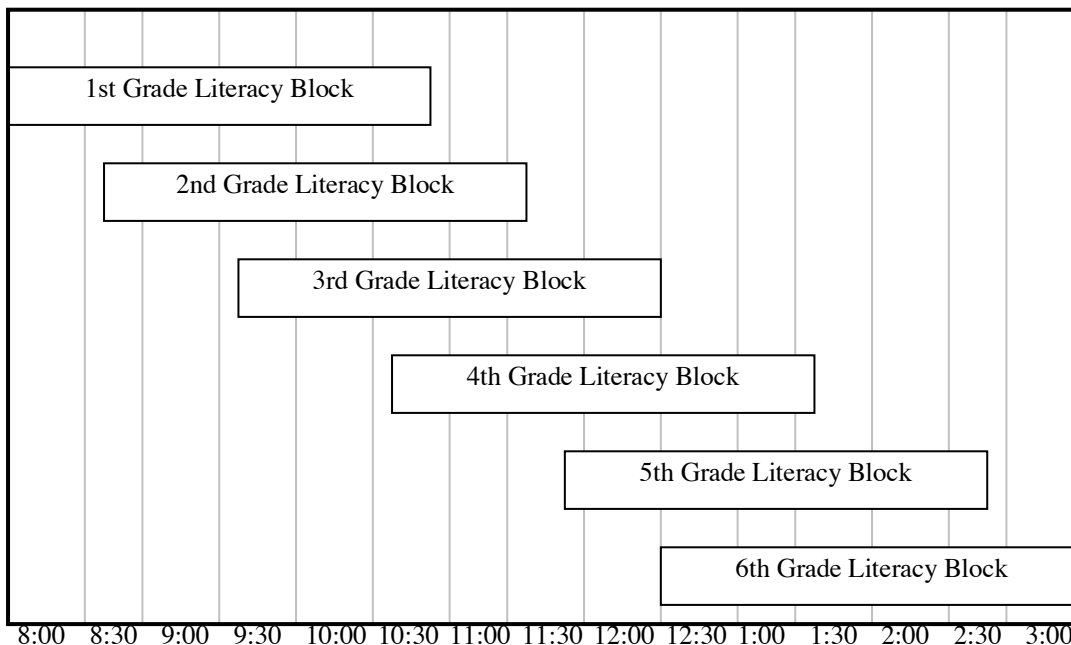 1st Grade Literacy Block
2nd Grade Literacy Block
3rd Grade Literacy Block
4th Grade Literacy Block
5th Grade Literacy Block
6th Grade Literacy Block
8:00 8:30 9:00 9:30 10:00 10:30 11:00 11:30 12:00 12:30 1:00 1:30 2:00 2:30 3:00